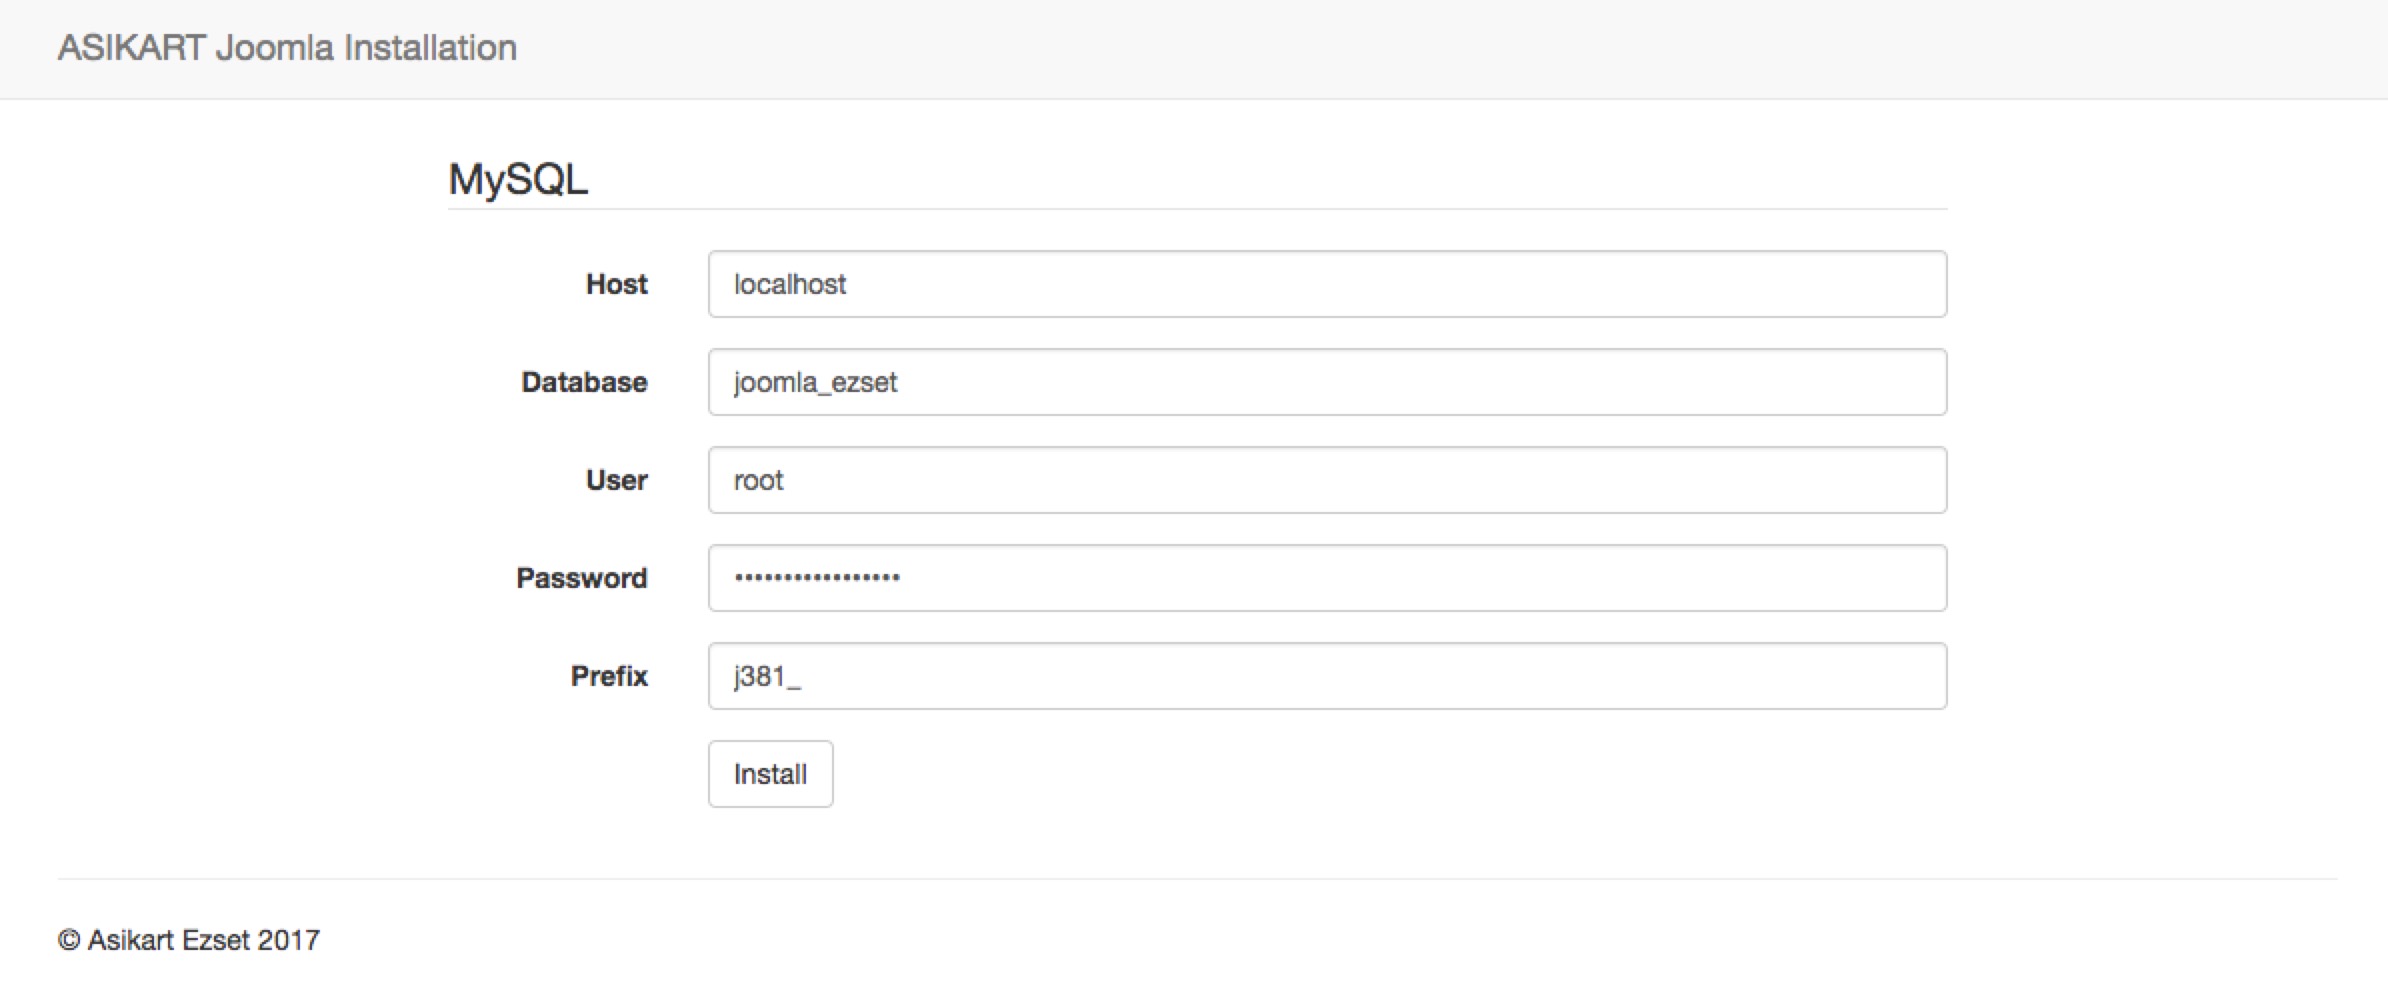 ASIKART Joomla Installation
MySQL
Host localhost
Database joomla_ezset
User root
Password •••••••••••••••••
Prefix j381_
Install
© Asikart Ezset 2017